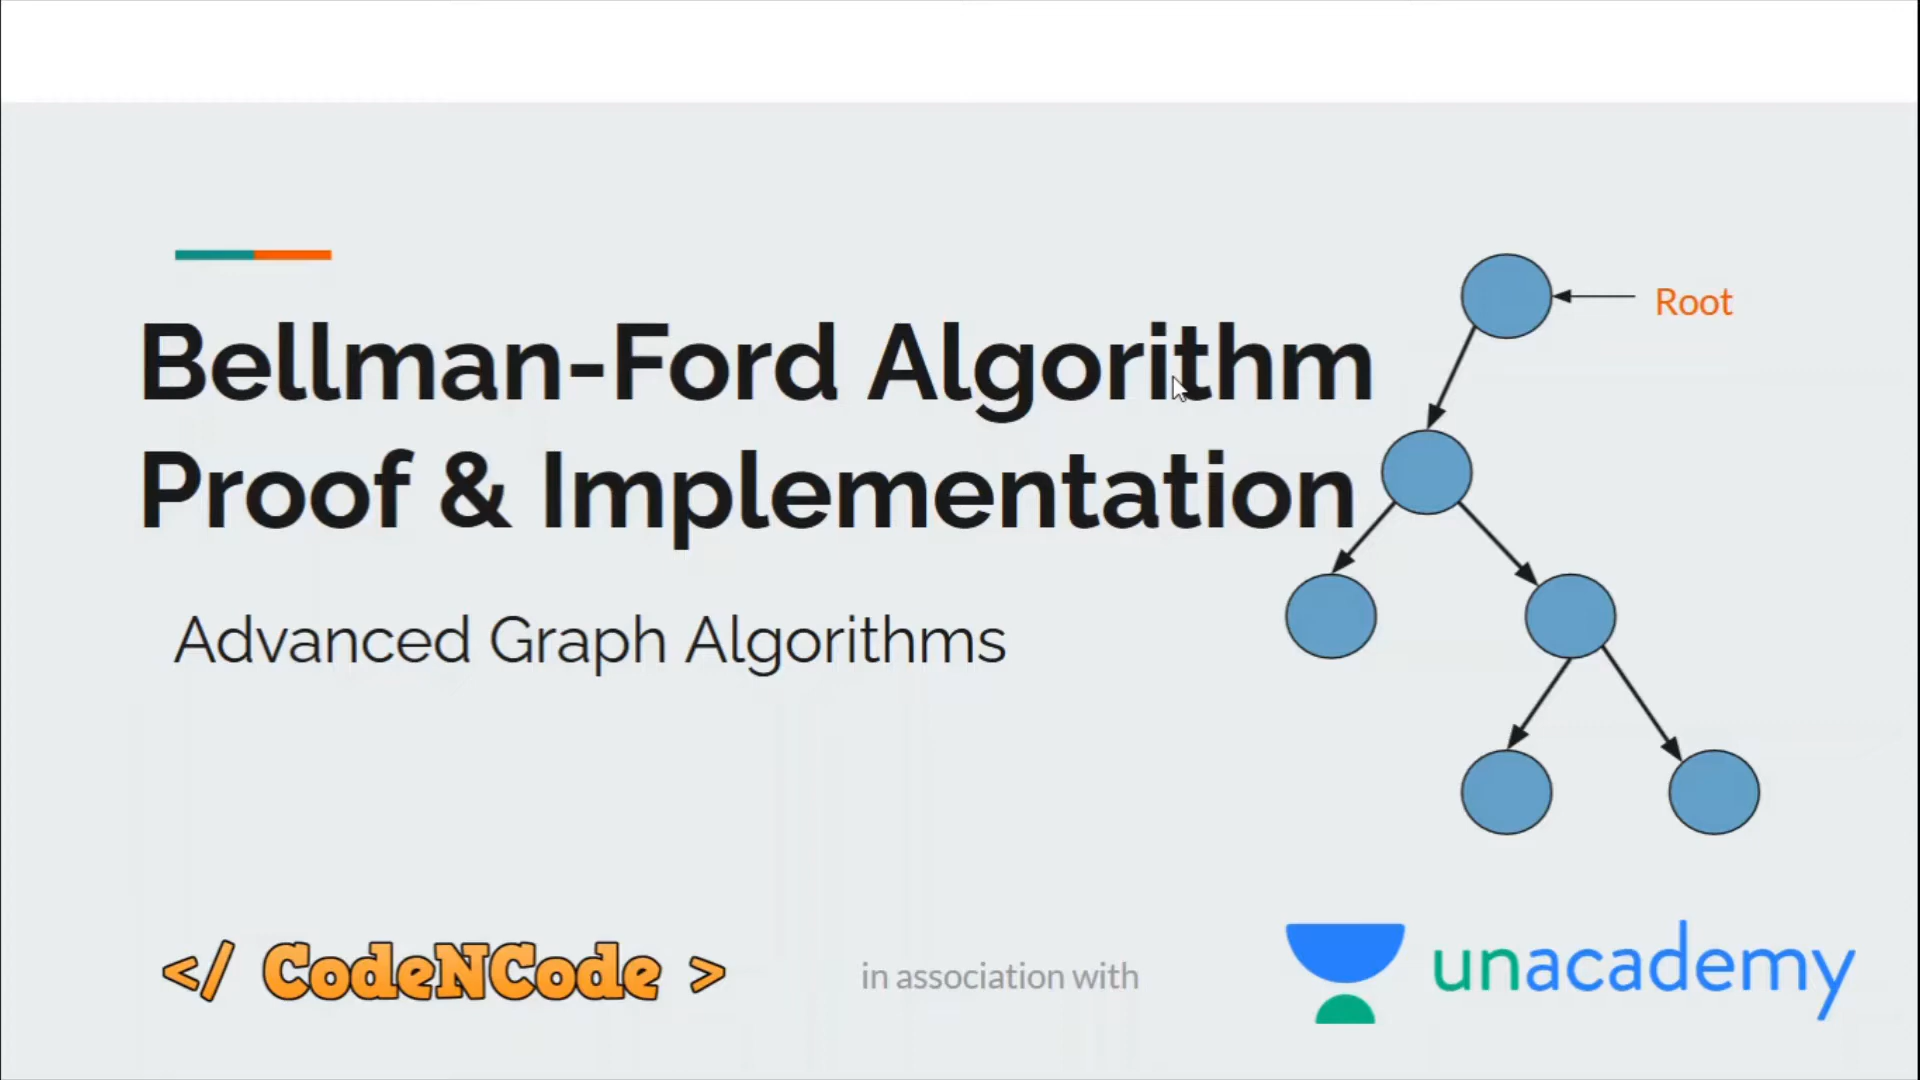 Bellman-Ford Algorithm
Proof & Implementation
Advanced Graph Algorithms
Root
</ CodeNCode >
in association with
unacademy